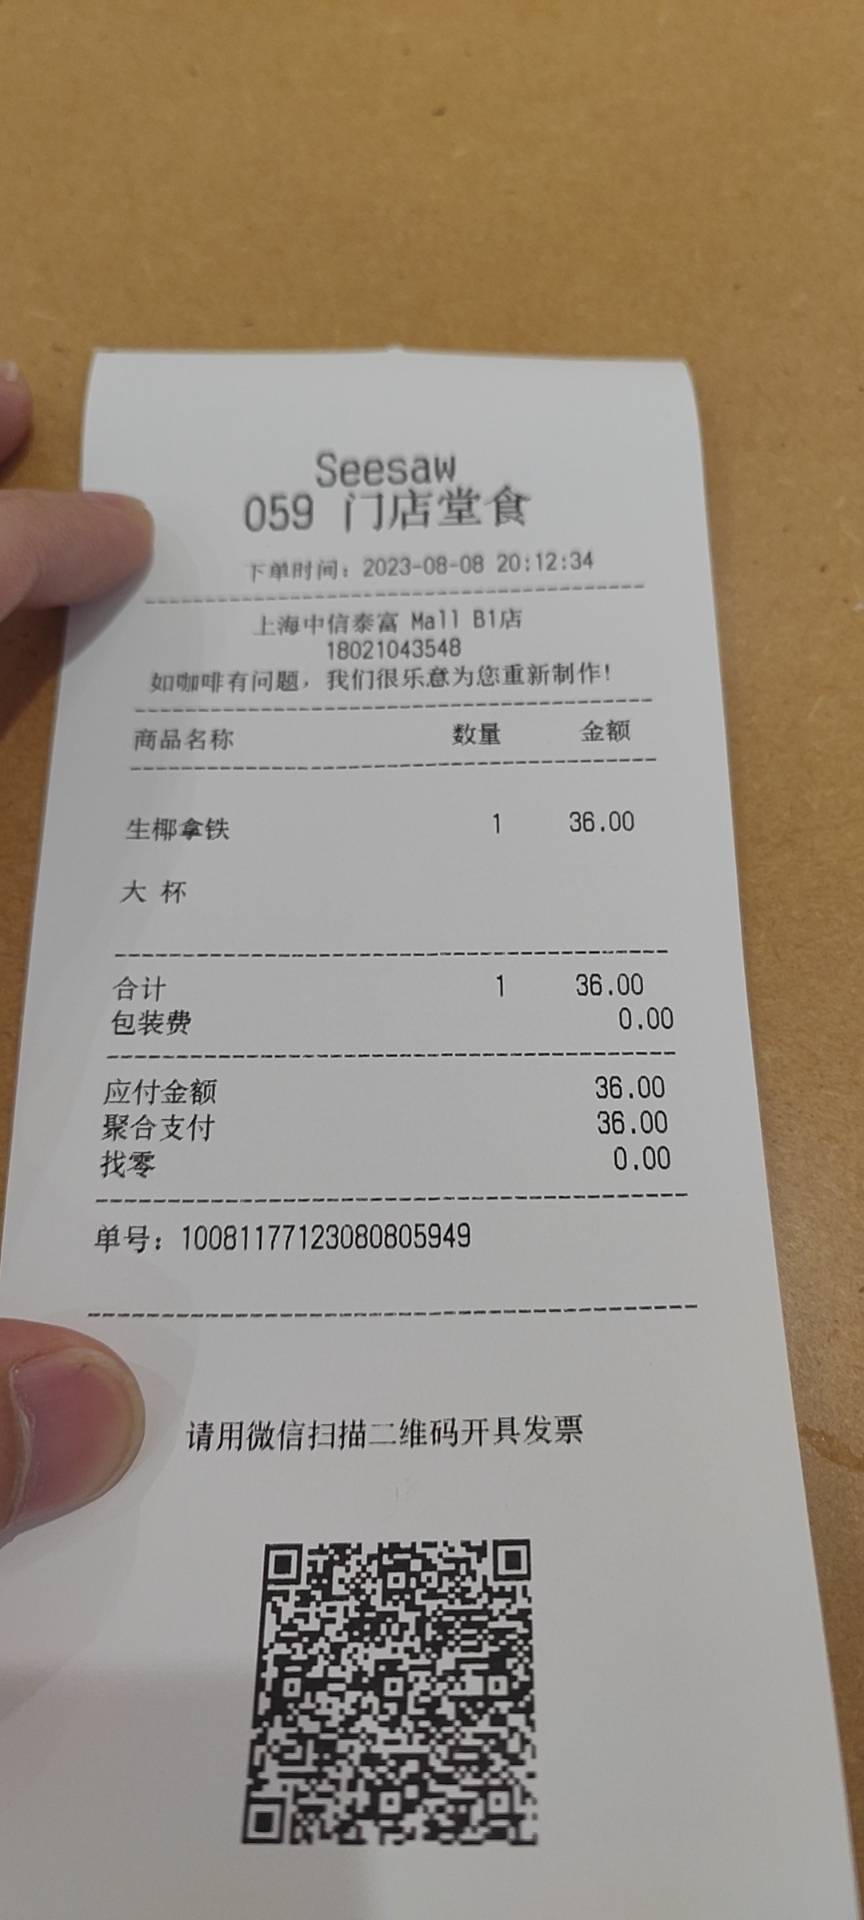 Seesaw
059 门店堂食
下单时间：2023-08-08 20:12:34
上海中信泰富 Mall B1店
18021043548
如咖啡有问题，我们很乐意为您重新制作！
商品名称 数量 金额
生椰拿铁 1 36.00
大 杯
合计 1 36.00
包装费 0.00
应付金额 36.00
聚合支付 36.00
找零 0.00
单号：10081177123080805949
请用微信扫描二维码开具发票